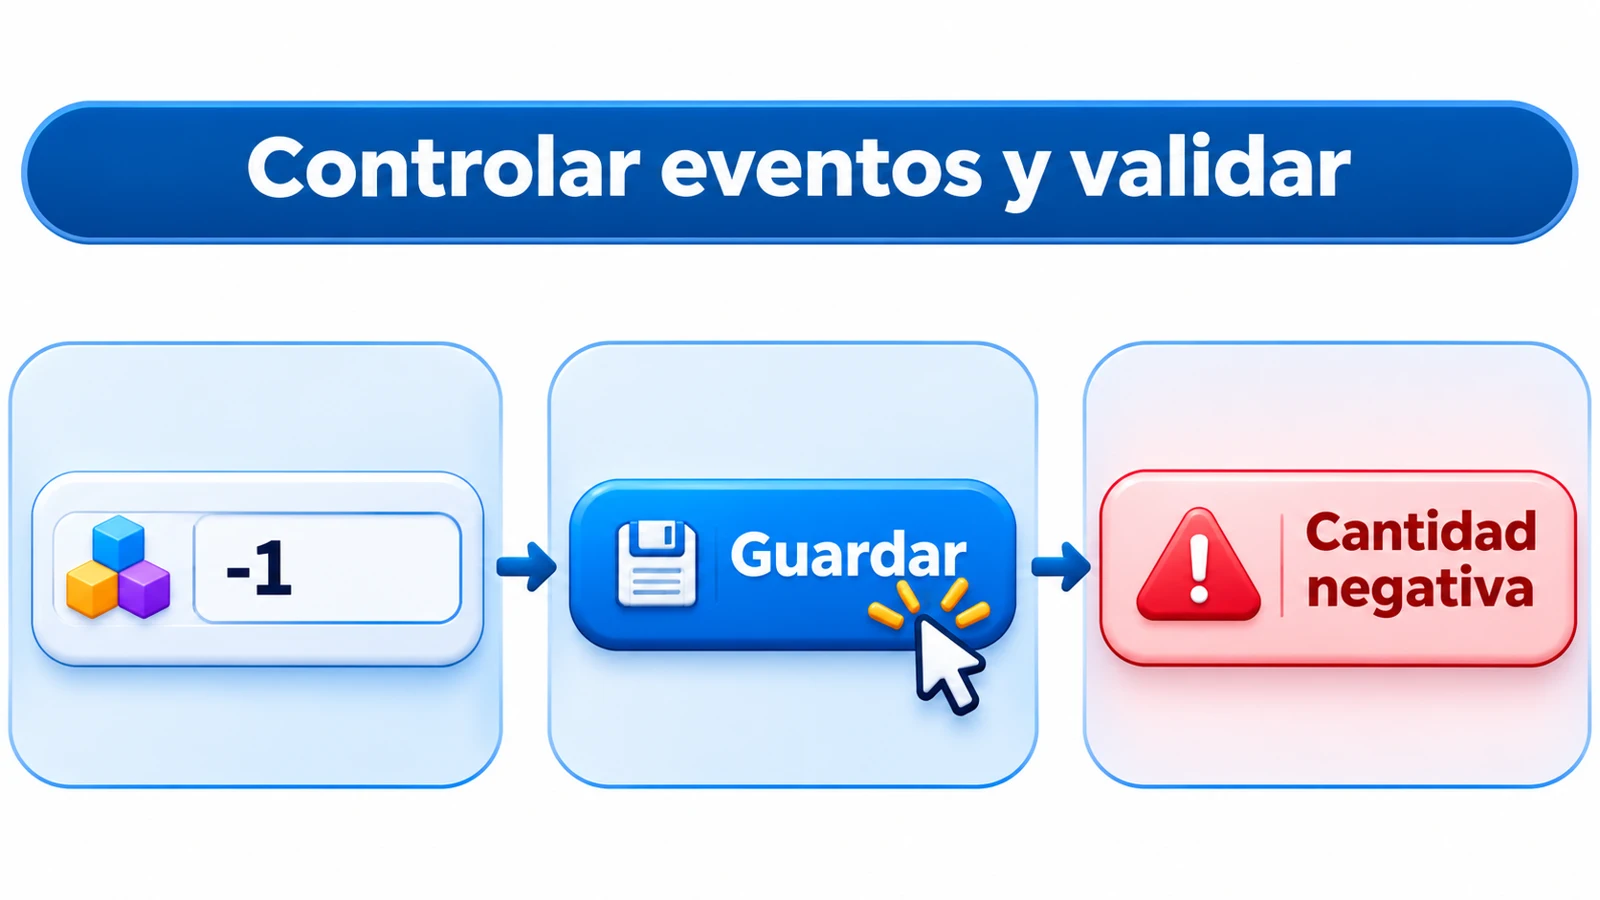 Controlar eventos y validar
-1
Guardar
Cantidad
negativa